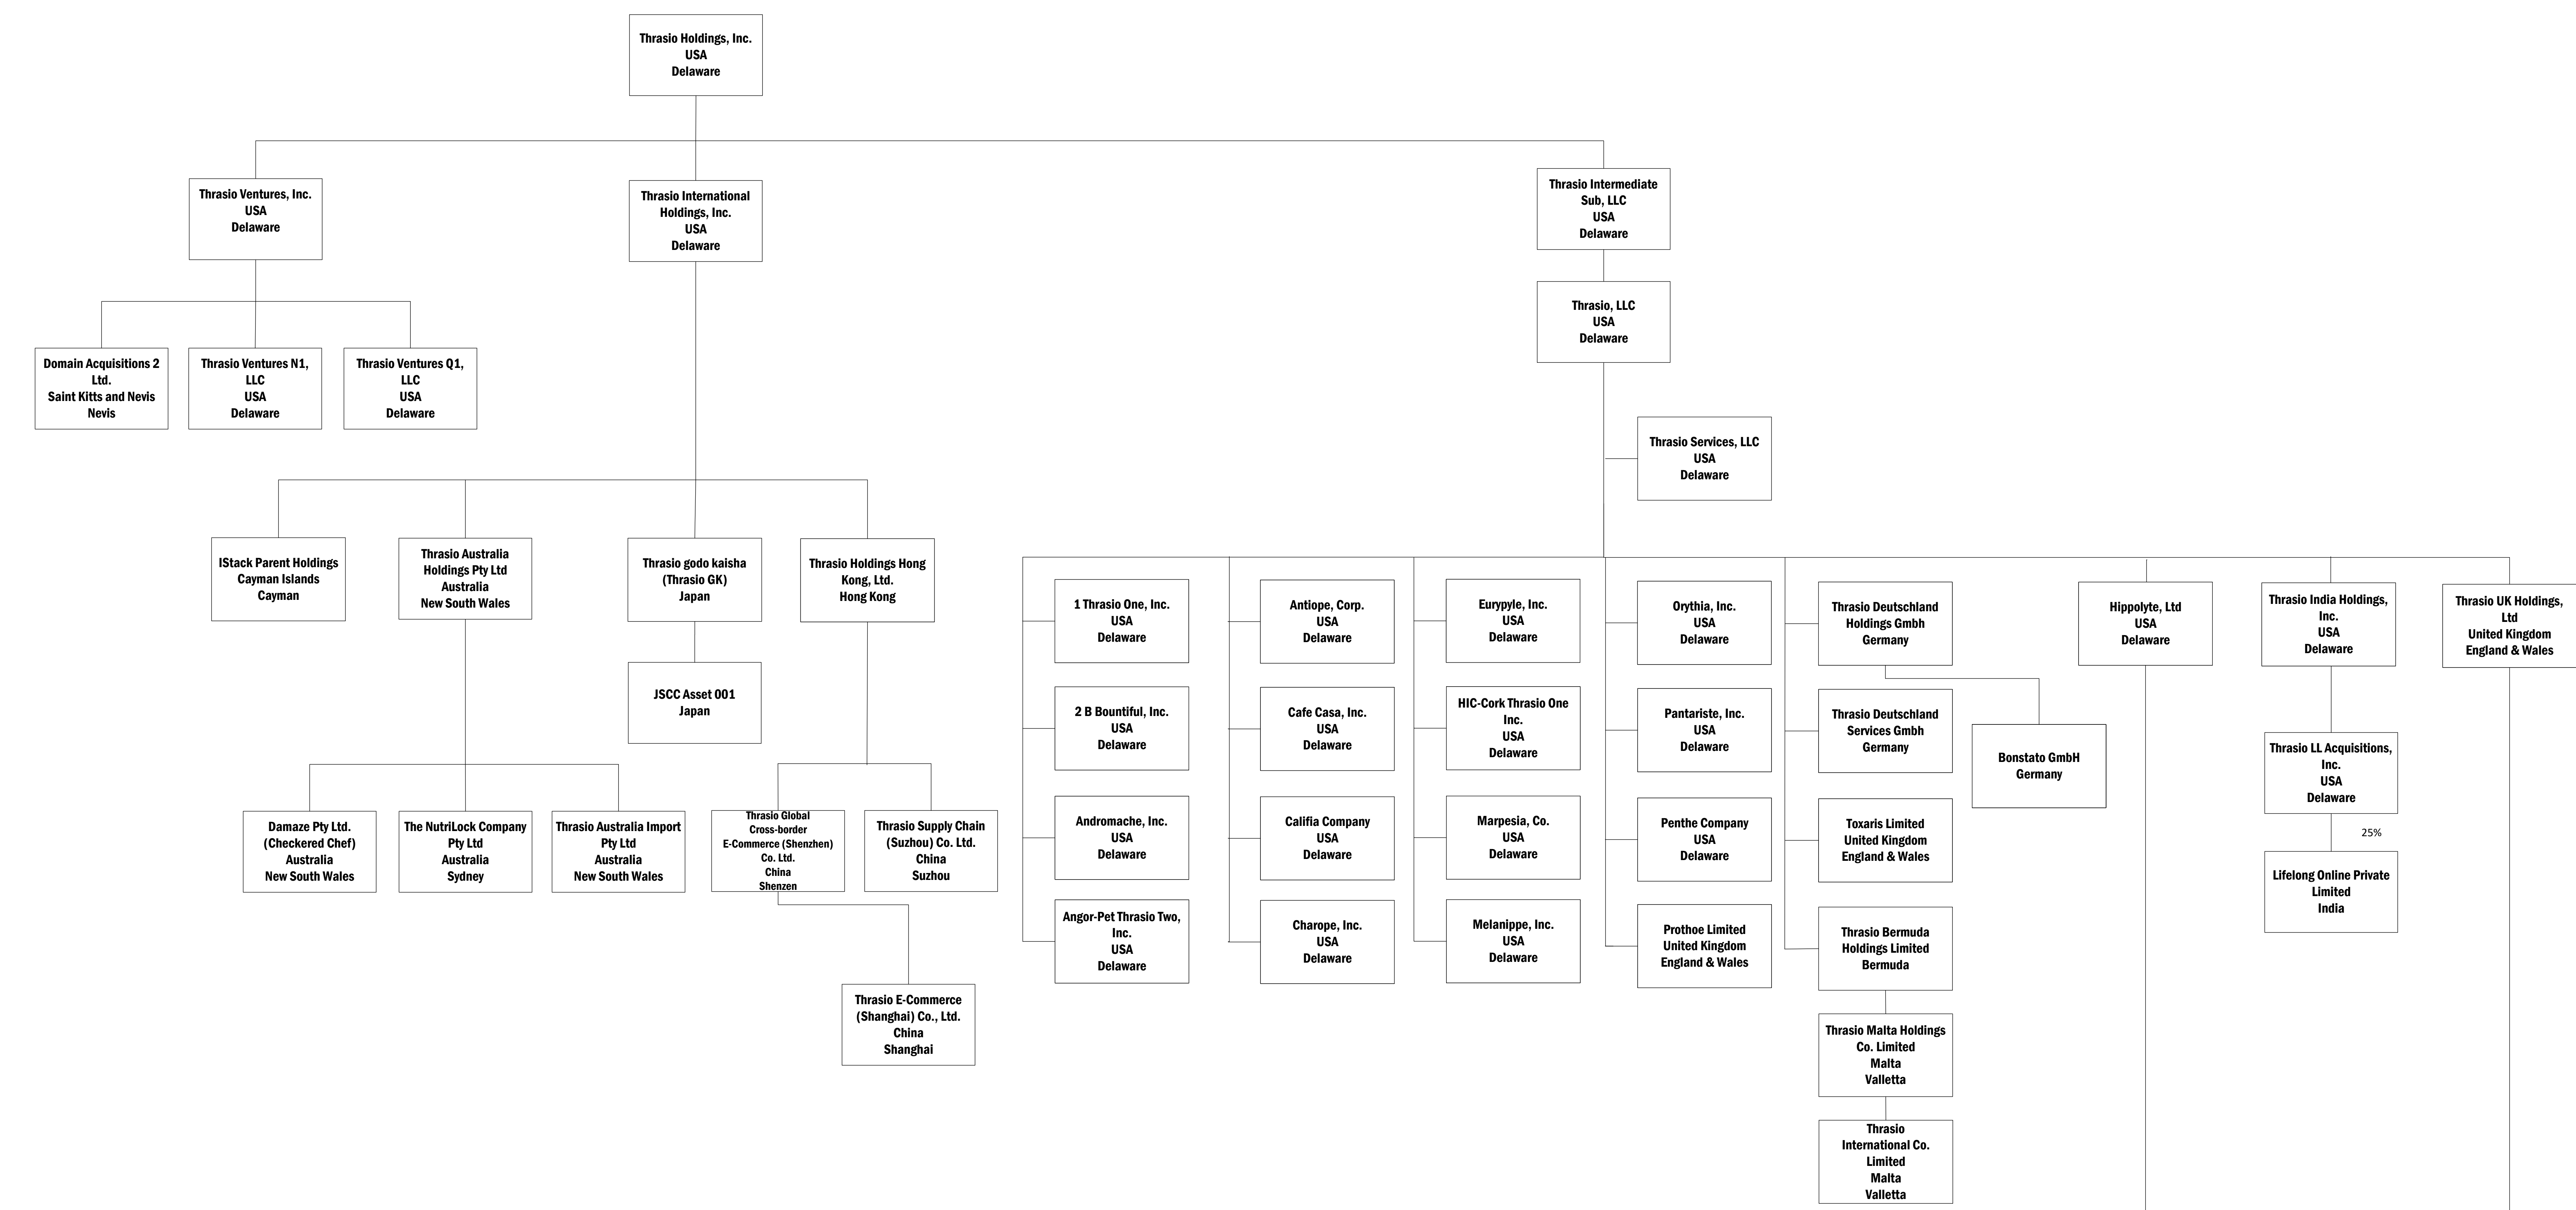 Thrasio Holdings, Inc.
USA
Delaware
Thrasio Ventures, Inc.
USA
Delaware
Thrasio International
Holdings, Inc.
USA
Delaware
Thrasio Intermediate
Sub, LLC
USA
Delaware
Thrasio, LLC
USA
Delaware
Domain Acquisitions 2
Ltd.
Saint Kitts and Nevis
Nevis
Thrasio Ventures N1,
LLC
USA
Delaware
Thrasio Ventures Q1,
LLC
USA
Delaware
Thrasio Services, LLC
USA
Delaware
IStack Parent Holdings
Cayman Islands
Cayman
Thrasio Australia
Holdings Pty Ltd
Australia
New South Wales
Thrasio godo kaisha
(Thrasio GK)
Japan
Thrasio Holdings Hong
Kong, Ltd.
Hong Kong
JSCC Asset 001
Japan
Damaze Pty Ltd.
(Checkered Chef)
Australia
New South Wales
The NutriLock Company
Pty Ltd
Australia
Sydney
Thrasio Australia Import
Pty Ltd
Australia
New South Wales
Thrasio Global
Cross-border
E-Commerce (Shenzhen)
Co. Ltd.
China
Shenzen
Thrasio Supply Chain
(Suzhou) Co. Ltd.
China
Suzhou
Thrasio E-Commerce
(Shanghai) Co., Ltd.
China
Shanghai
1 Thrasio One, Inc.
USA
Delaware
2 B Bountiful, Inc.
USA
Delaware
Andromache, Inc.
USA
Delaware
Angor-Pet Thrasio Two,
Inc.
USA
Delaware
Antiope, Corp.
USA
Delaware
Cafe Casa, Inc.
USA
Delaware
Califia Company
USA
Delaware
Charope, Inc.
USA
Delaware
Eurypyle, Inc.
USA
Delaware
HIC-Cork Thrasio One
Inc.
USA
Delaware
Marpesia, Co.
USA
Delaware
Melanippe, Inc.
USA
Delaware
Orythia, Inc.
USA
Delaware
Pantariste, Inc.
USA
Delaware
Penthe Company
USA
Delaware
Prothoe Limited
United Kingdom
England & Wales
Thrasio Deutschland
Holdings Gmbh
Germany
Thrasio Deutschland
Services Gmbh
Germany
Toxaris Limited
United Kingdom
England & Wales
Thrasio Bermuda
Holdings Limited
Bermuda
Thrasio Malta Holdings
Co. Limited
Malta
Valletta
Thrasio
International Co.
Limited
Malta
Valletta
Bonstato GmbH
Germany
Hippolyte, Ltd
USA
Delaware
Thrasio India Holdings,
Inc.
USA
Delaware
Thrasio LL Acquisitions,
Inc.
USA
Delaware
25%
Lifelong Online Private
Limited
India
Thrasio UK Holdings,
Ltd
United Kingdom
England & Wales